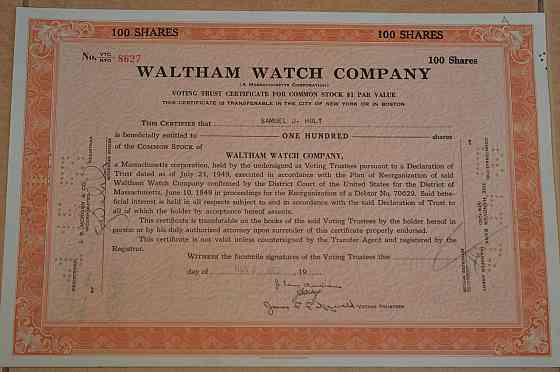 100 SHARES 100 SHARES
No. VTC NYO 8627 100 Shares
WALTHAM WATCH COMPANY
(A MASSACHUSETTS CORPORATION)
VOTING TRUST CERTIFICATE FOR COMMON STOCK $1 PAR VALUE
THIS CERTIFICATE IS TRANSFERABLE IN THE CITY OF NEW YORK OR IN BOSTON
THIS CERTIFIES that SAMUEL J. HOLT
is beneficially entitled to ONE HUNDRED shares
of the COMMON STOCK of
WALTHAM WATCH COMPANY,
a Massachusetts corporation, held by the undersigned as Voting Trustees pursuant to a Declaration of
Trust dated as of July 21, 1949, executed in accordance with the Plan of Reorganization of said
Waltham Watch Company confirmed by the District Court of the United States for the District of
Massachusetts, June 10, 1949 in proceedings for the Reorganization of a Debtor No. 70629. Said bene-
ficial interest is held in all respects subject to and in accordance with the said Declaration of Trust to
all of which the holder by acceptance hereof assents.
This certificate is transferable on the books of the said Voting Trustees by the holder hereof in
person or by his duly authorized attorney upon surrender of this certificate properly endorsed.
This certificate is not valid unless countersigned by the Transfer Agent and registered by the
Registrar.
WITNESS the facsimile signatures of the Voting Trustees this
day of 19
VOTING TRUSTEES